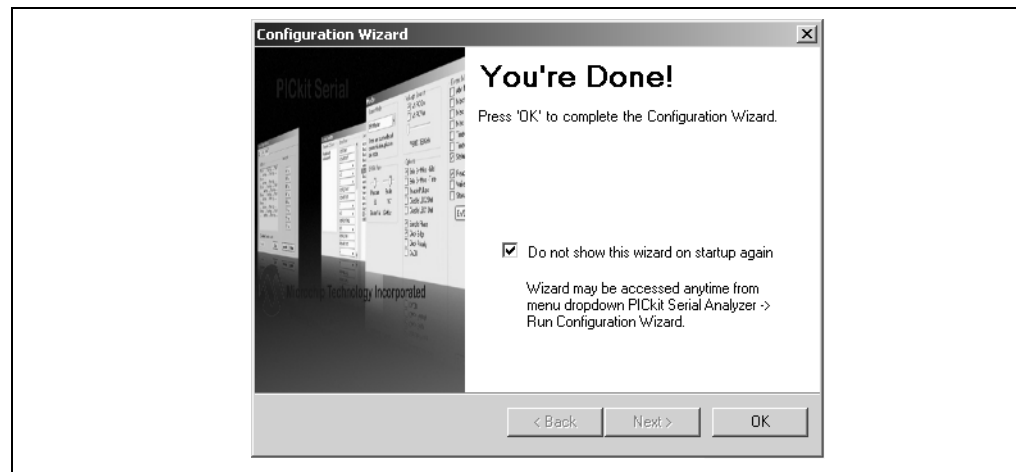 Configuration Wizard
PICkit Serial
You're Done!
Press 'OK' to complete the Configuration Wizard.
Do not show this wizard on startup again
Wizard may be accessed anytime from
menu dropdown PICkit Serial Analyzer ->
Run Configuration Wizard.
Microchip Technology Incorporated
< Back
Next >
OK